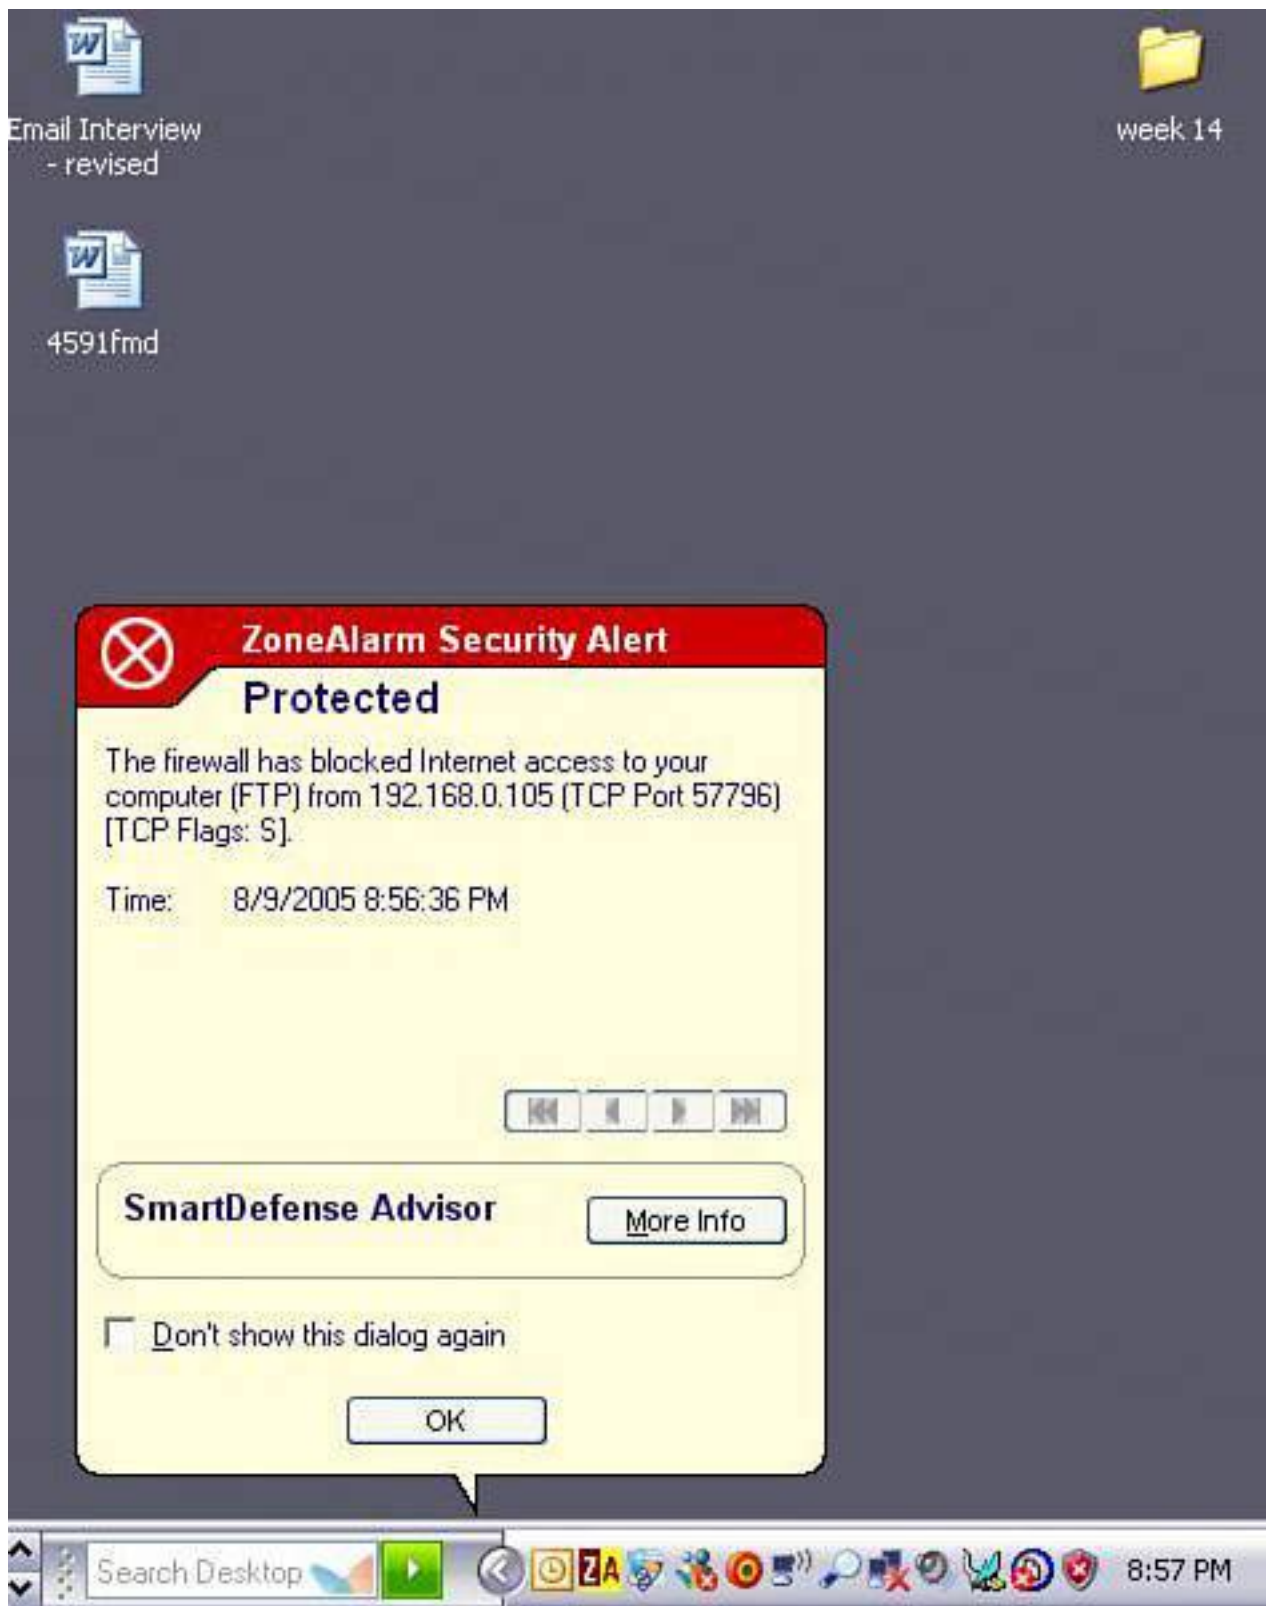 Email Interview
- revised
week 14
4591fmd
ZoneAlarm Security Alert
Protected
The firewall has blocked Internet access to your
computer (FTP) from 192.168.0.105 (TCP Port 57796)
[TCP Flags: S].
Time: 8/9/2005 8:56:36 PM
SmartDefense Advisor
More Info
Don't show this dialog again
OK
Search Desktop
ZA
8:57 PM